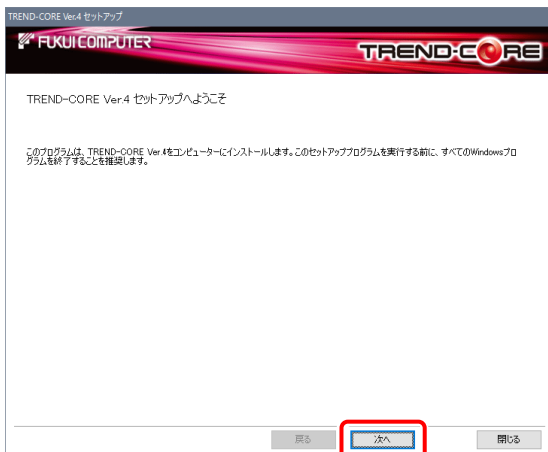 TREND-CORE Ver.4 セットアップ
FUKUI COMPUTER
TREND-CORE
TREND-CORE Ver.4 セットアップへようこそ
このプログラムは、TREND-CORE Ver.4をコンピューターにインストールします。このセットアッププログラムを実行する前に、すべてのWindowsプロ
グラムを終了することを推奨します。
戻る
次へ
閉じる